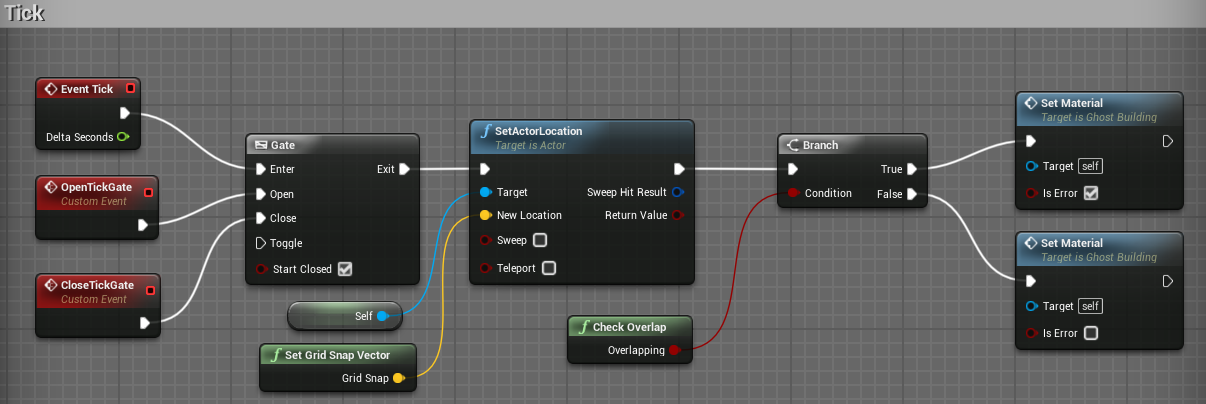 Tick
Event Tick
Delta Seconds
OpenTickGate
Custom Event
CloseTickGate
Custom Event
Gate
Enter Exit
Open
Close
Toggle
Start Closed
Self
Set Grid Snap Vector
Grid Snap
SetActorLocation
Target is Actor
Target Sweep Hit Result
New Location Return Value
Sweep
Teleport
Check Overlap
Overlapping
Branch
True
Condition False
Set Material
Target is Ghost Building
Target self
Is Error
Set Material
Target is Ghost Building
Target self
Is Error